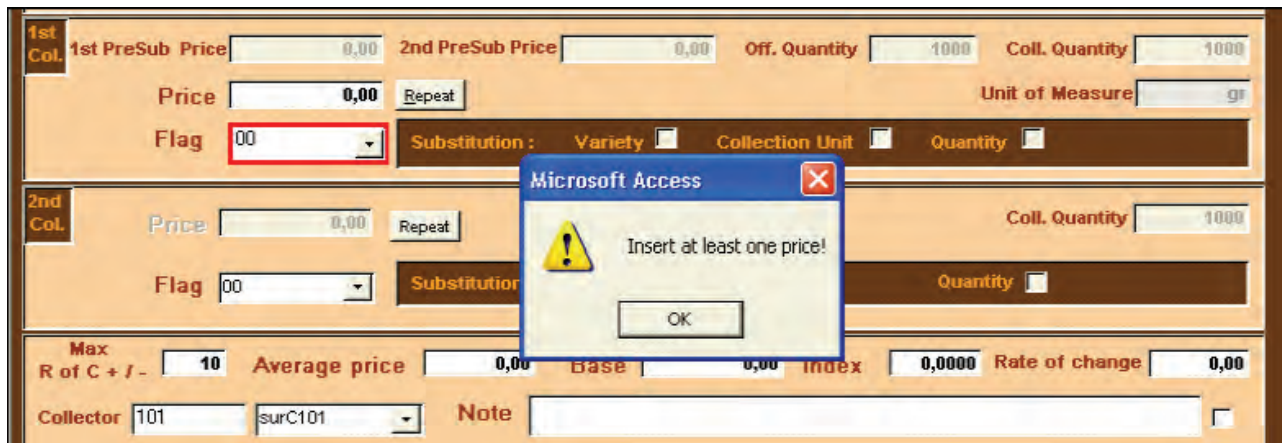 1st Col. 1st PreSub Price 0,00 2nd PreSub Price 0,00 Off. Quantity 1000 Coll. Quantity 1000
Price 0,00 Repeat Unit of Measure gr
Flag 00 Substitution : Variety Collection Unit Quantity
Microsoft Access
Insert at least one price!
OK
2nd Col. Price 0,00 Repeat Coll. Quantity 1000
Flag 00 Substitution Quantity
Max R of C + / - 10 Average price 0,00 Base 0,00 Index 0,0000 Rate of change 0,00
Collector 101 surC101 Note